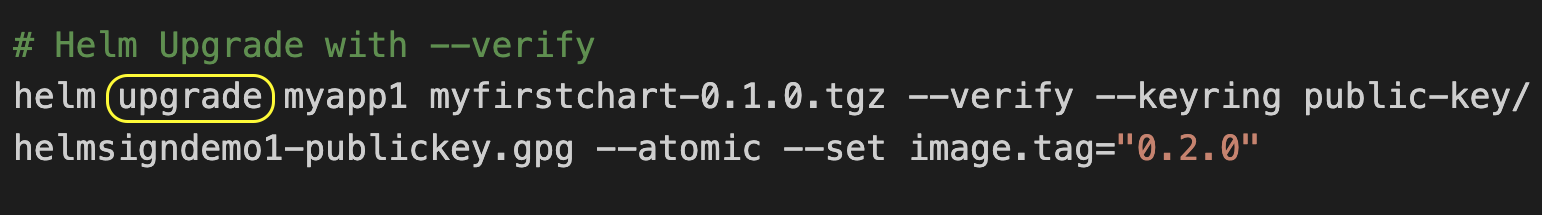 # Helm Upgrade with --verify
helm upgrade myapp1 myfirstchart-0.1.0.tgz --verify --keyring public-key/
helmsigndemo1-publickey.gpg --atomic --set image.tag="0.2.0"